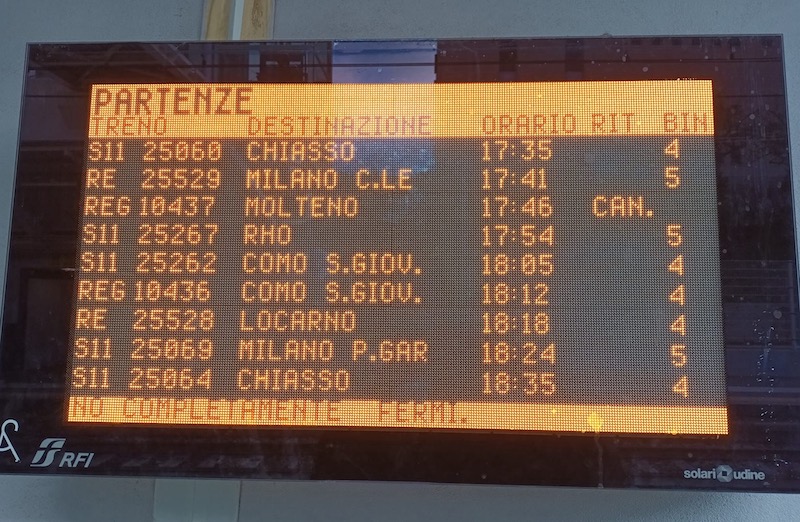 PARTENZE
TRENO DESTINAZIONE ORARIO RIT BIN
S11 25060 CHIASSO 17:35 4
RE 25529 MILANO C.LE 17:41 5
REG 10437 MOLTENO 17:46 CAN.
S11 25267 RHO 17:54 5
S11 25262 COMO S.GIOV. 18:05 4
REG 10436 COMO S.GIOV. 18:12 4
RE 25528 LOCARNO 18:18 4
S11 25069 MILANO P.GAR 18:24 5
S11 25064 CHIASSO 18:35 4
NO COMPLETAMENTE FERMI.
RFI
solari udine